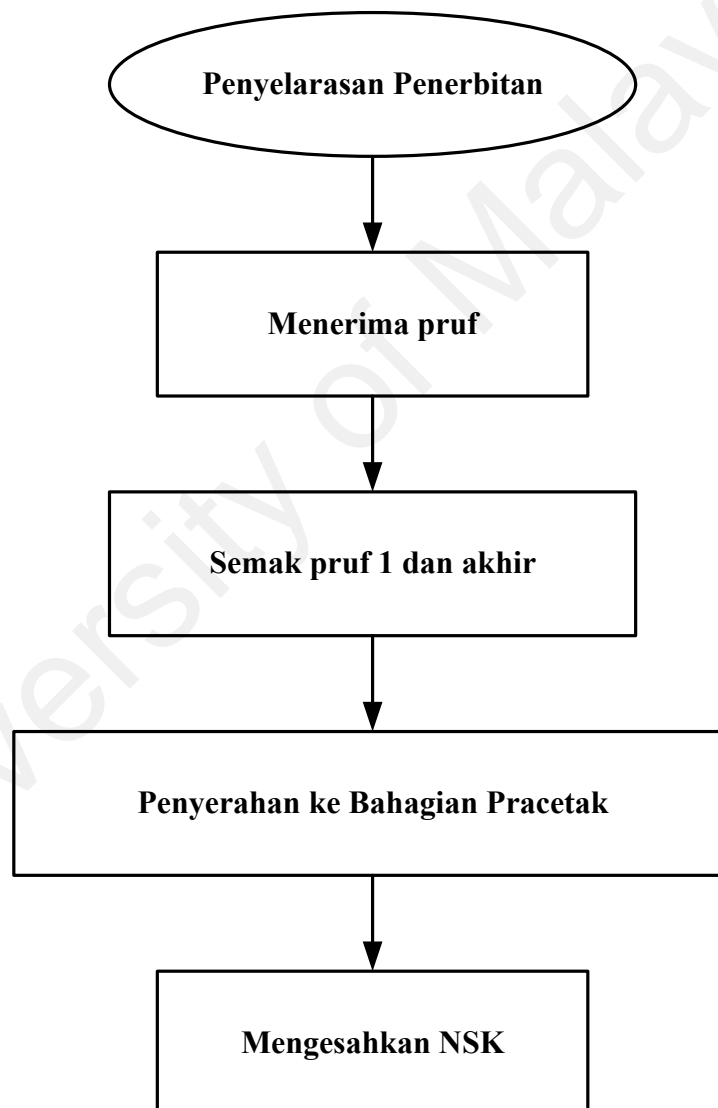 Penyelarasan Penerbitan
Menerima pruf
Semak pruf 1 dan akhir
Penyerahan ke Bahagian Pracetak
Mengesahkan NSK